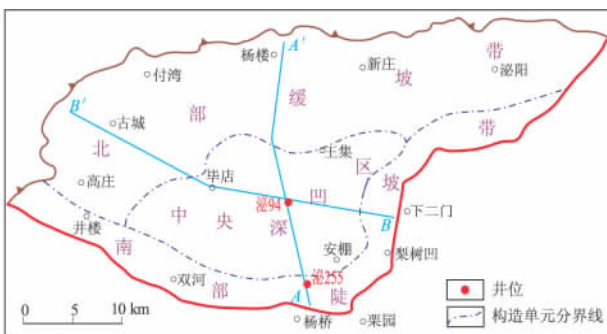 杨楼
A′
新庄
带
泌阳
付湾
坡
B′
部
缓
古城
带
北
王集
区
坡
高庄
毕店
中
央
凹
泌94
深
下二门
B
井楼
南
安棚
梨树凹
双河
泌255
部
A
陡
杨桥
栗园
0 5 10 km
井位
构造单元分界线